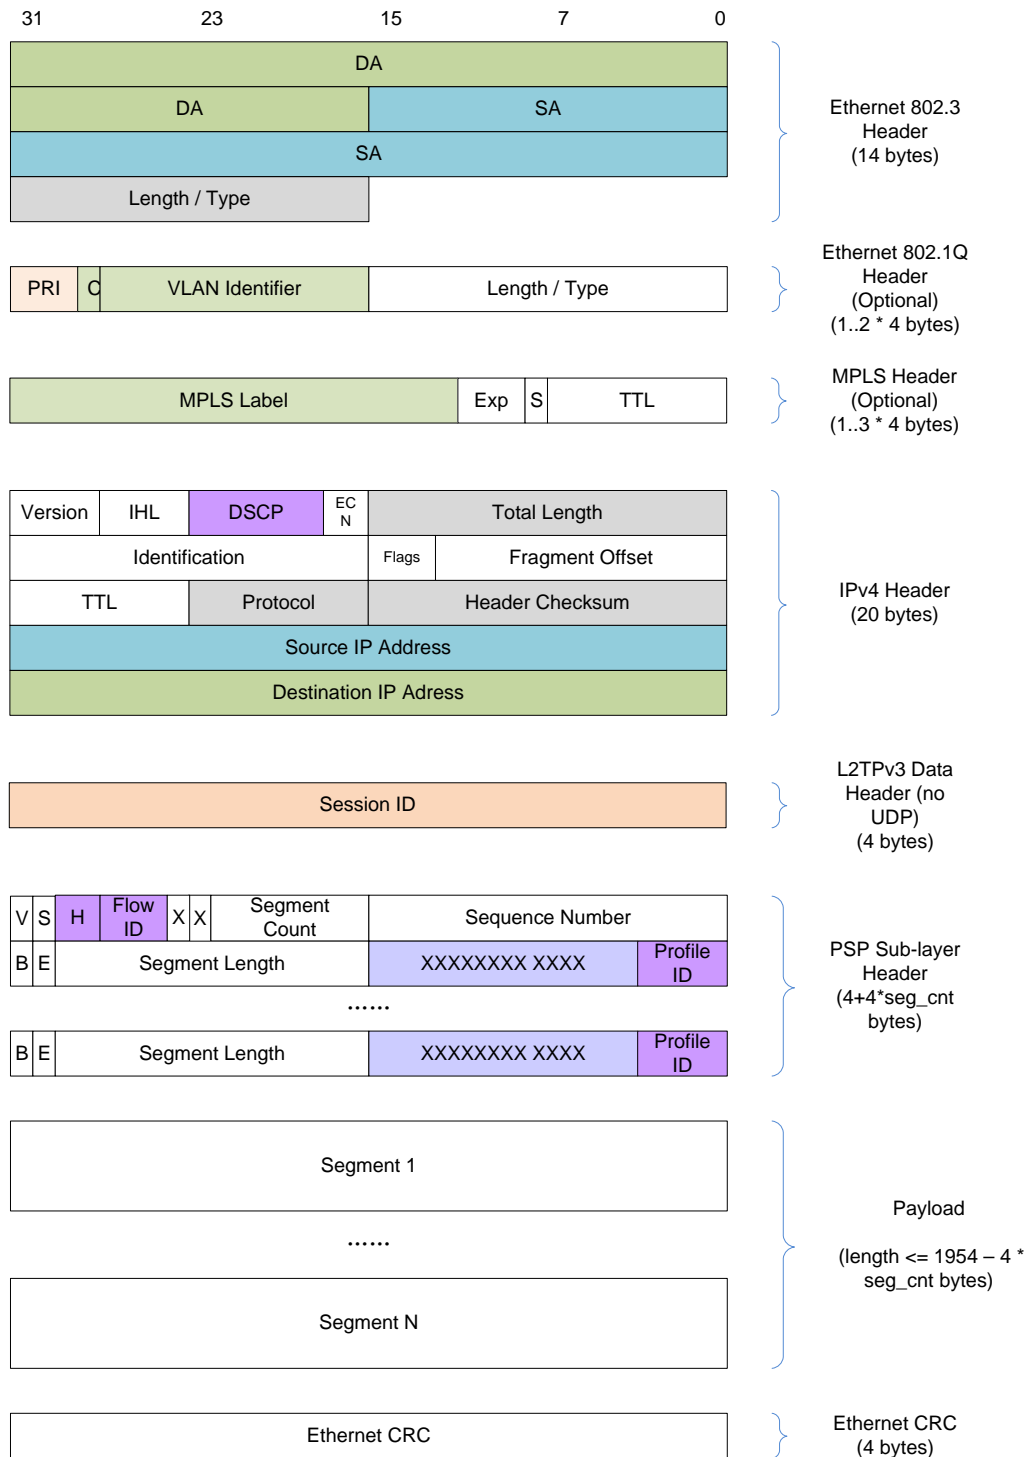 31 23 15 7 0
DA
DA SA
SA
Length / Type
Ethernet 802.3
Header
(14 bytes)
PRI C VLAN Identifier Length / Type
Ethernet 802.1Q
Header
(Optional)
(1..2 * 4 bytes)
MPLS Label Exp S TTL
MPLS Header
(Optional)
(1..3 * 4 bytes)
Version IHL DSCP EC
N Total Length
Identification Flags Fragment Offset
TTL Protocol Header Checksum
Source IP Address
Destination IP Adress
IPv4 Header
(20 bytes)
Session ID
L2TPv3 Data
Header (no
UDP)
(4 bytes)
V S H Flow
ID X X Segment
Count Sequence Number
B E Segment Length XXXXXXXX XXXX Profile
ID
......
B E Segment Length XXXXXXXX XXXX Profile
ID
PSP Sub-layer
Header
(4+4*seg_cnt
bytes)
Segment 1
......
Segment N
Payload
(length <= 1954 – 4 *
seg_cnt bytes)
Ethernet CRC
Ethernet CRC
(4 bytes)